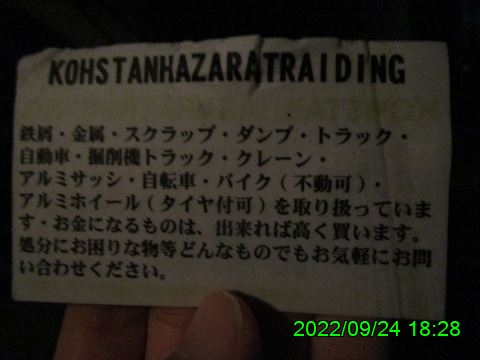 KOHSTANHAZARATRAIDING
鉄屑・金属・スクラップ・ダンプ・トラック・
自動車・掘削機トラック・クレーン・
アルミサッシ・自転車・バイク(不動可)・
アルミホイール(タイヤ付可)を取り扱っていま
す・お金になるものは、出来れば高く買います。
処分にお困りな物等どんなものでもお気軽にお問
い合わせください。
2022/09/24 18:28